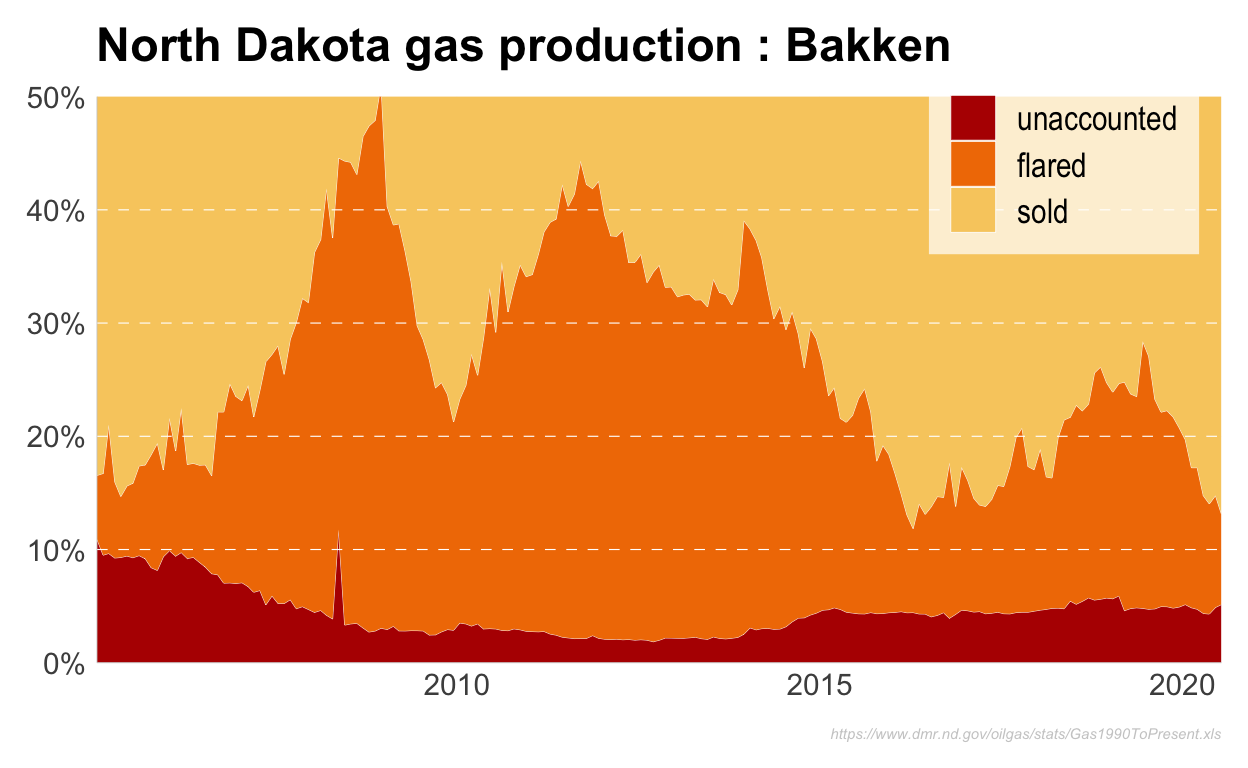 North Dakota gas production : Bakken
50%
40%
30%
20%
10%
0%
unaccounted
flared
sold
2010 2015 2020
https://www.dmr.nd.gov/oilgas/stats/Gas1990ToPresent.xls